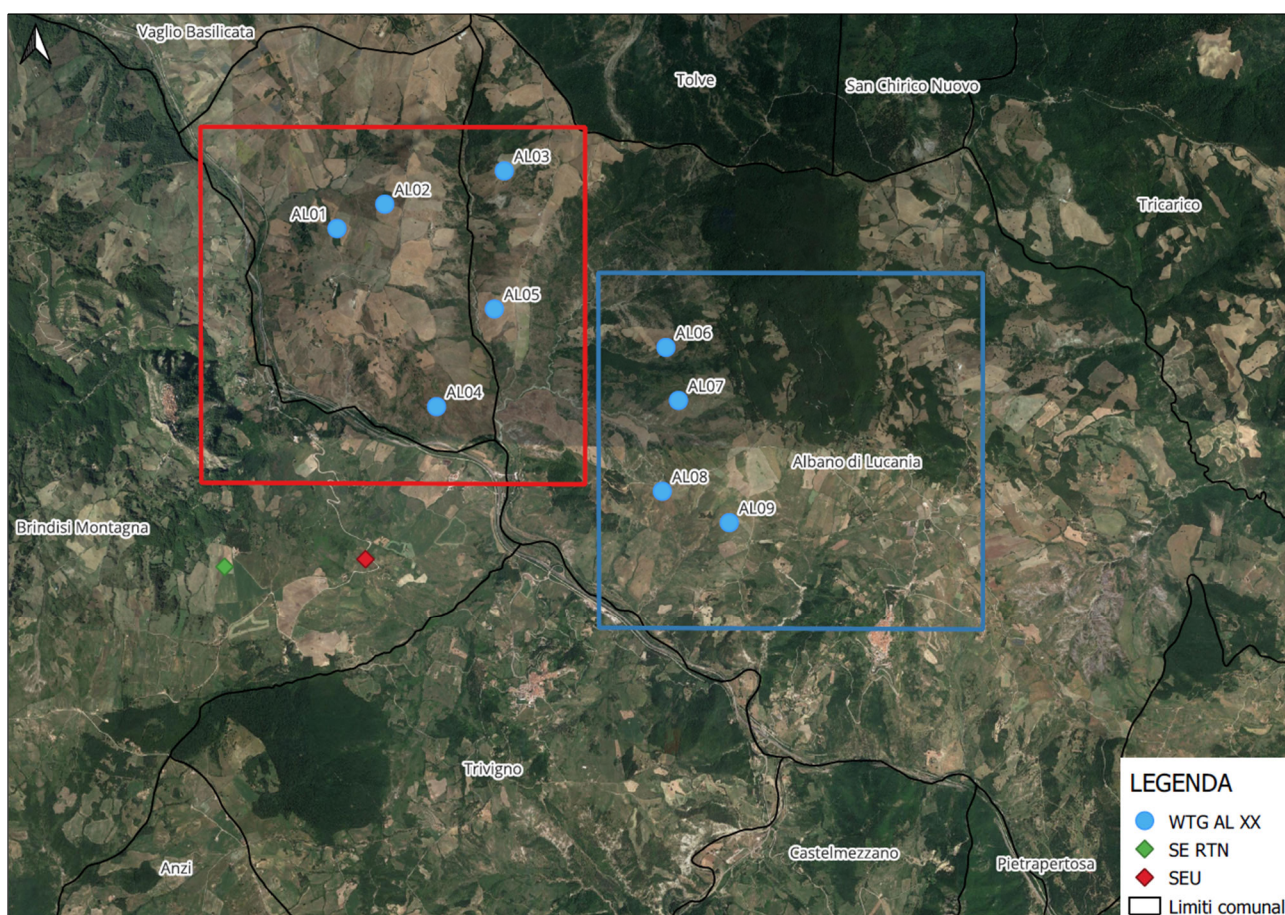 Vaglio Basilicata
Tolve
San Chirico Nuovo
AL03
AL02
Tricarico
AL01
AL05
AL06
AL04
AL07
Albano di Lucania
AL08
AL09
Brindisi Montagna
Trivigno
Anzi
Castelmezzano
Pietrapertosa
LEGENDA
WTG AL XX
SE RTN
SEU
Limiti comunal